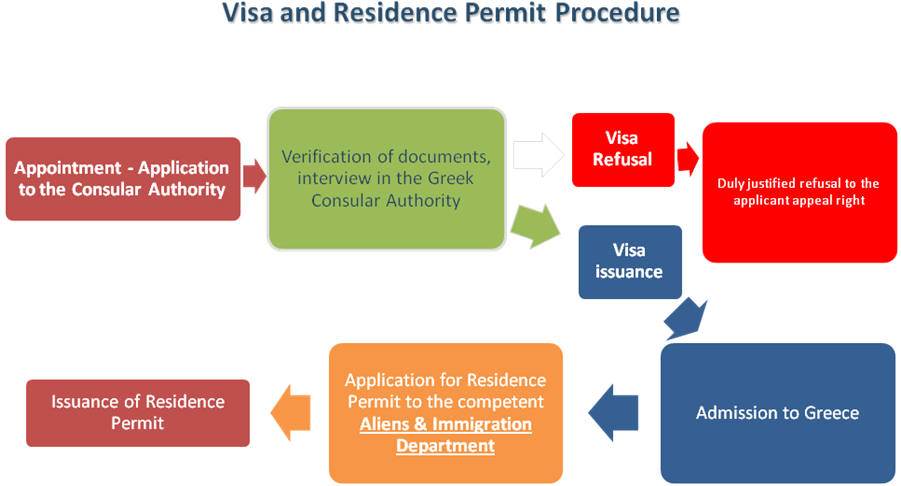 Visa and Residence Permit Procedure
Appointment - Application
to the Consular Authority
Verification of documents,
interview in the Greek
Consular Authority
Visa
Refusal
Duly justified refusal to the
applicant appeal right
Visa
issuance
Admission to Greece
Application for Residence
Permit to the competent
Aliens & Immigration
Department
Issuance of Residence
Permit